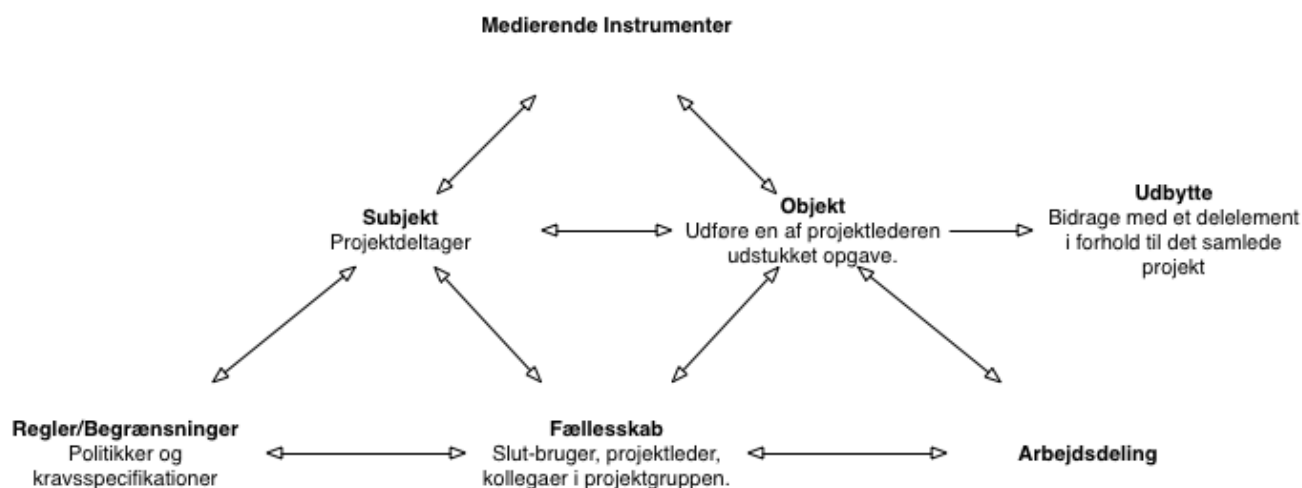 Medierende Instrumenter
Subjekt
Projektdeltager
Objekt
Udføre en af projektlederen
udstukket opgave.
Udbytte
Bidrage med et delelement
i forhold til det samlede
projekt
Regler/Begrænsninger
Politikker og
kravsspecifikationer
Fællesskab
Slut-bruger, projektleder,
kollegaer i projektgruppen.
Arbejdsdeling